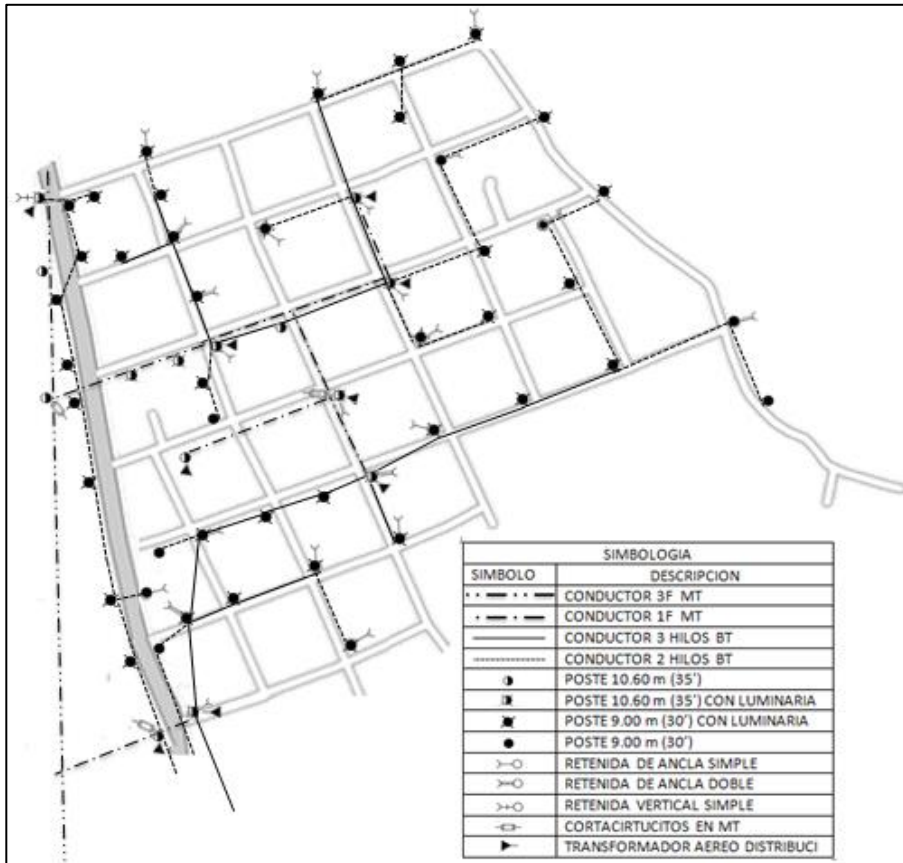 SIMBOLOGIA
SIMBOLO DESCRIPCION
CONDUCTOR 3F MT
CONDUCTOR 1F MT
CONDUCTOR 3 HILOS BT
CONDUCTOR 2 HILOS BT
POSTE 10.60 m (35')
POSTE 10.60 m (35') CON LUMINARIA
POSTE 9.00 m (30') CON LUMINARIA
POSTE 9.00 m (30')
RETENIDA DE ANCLA SIMPLE
RETENIDA DE ANCLA DOBLE
RETENIDA VERTICAL SIMPLE
CORTACIRTUCITOS EN MT
TRANSFORMADOR AEREO DISTRIBUCI